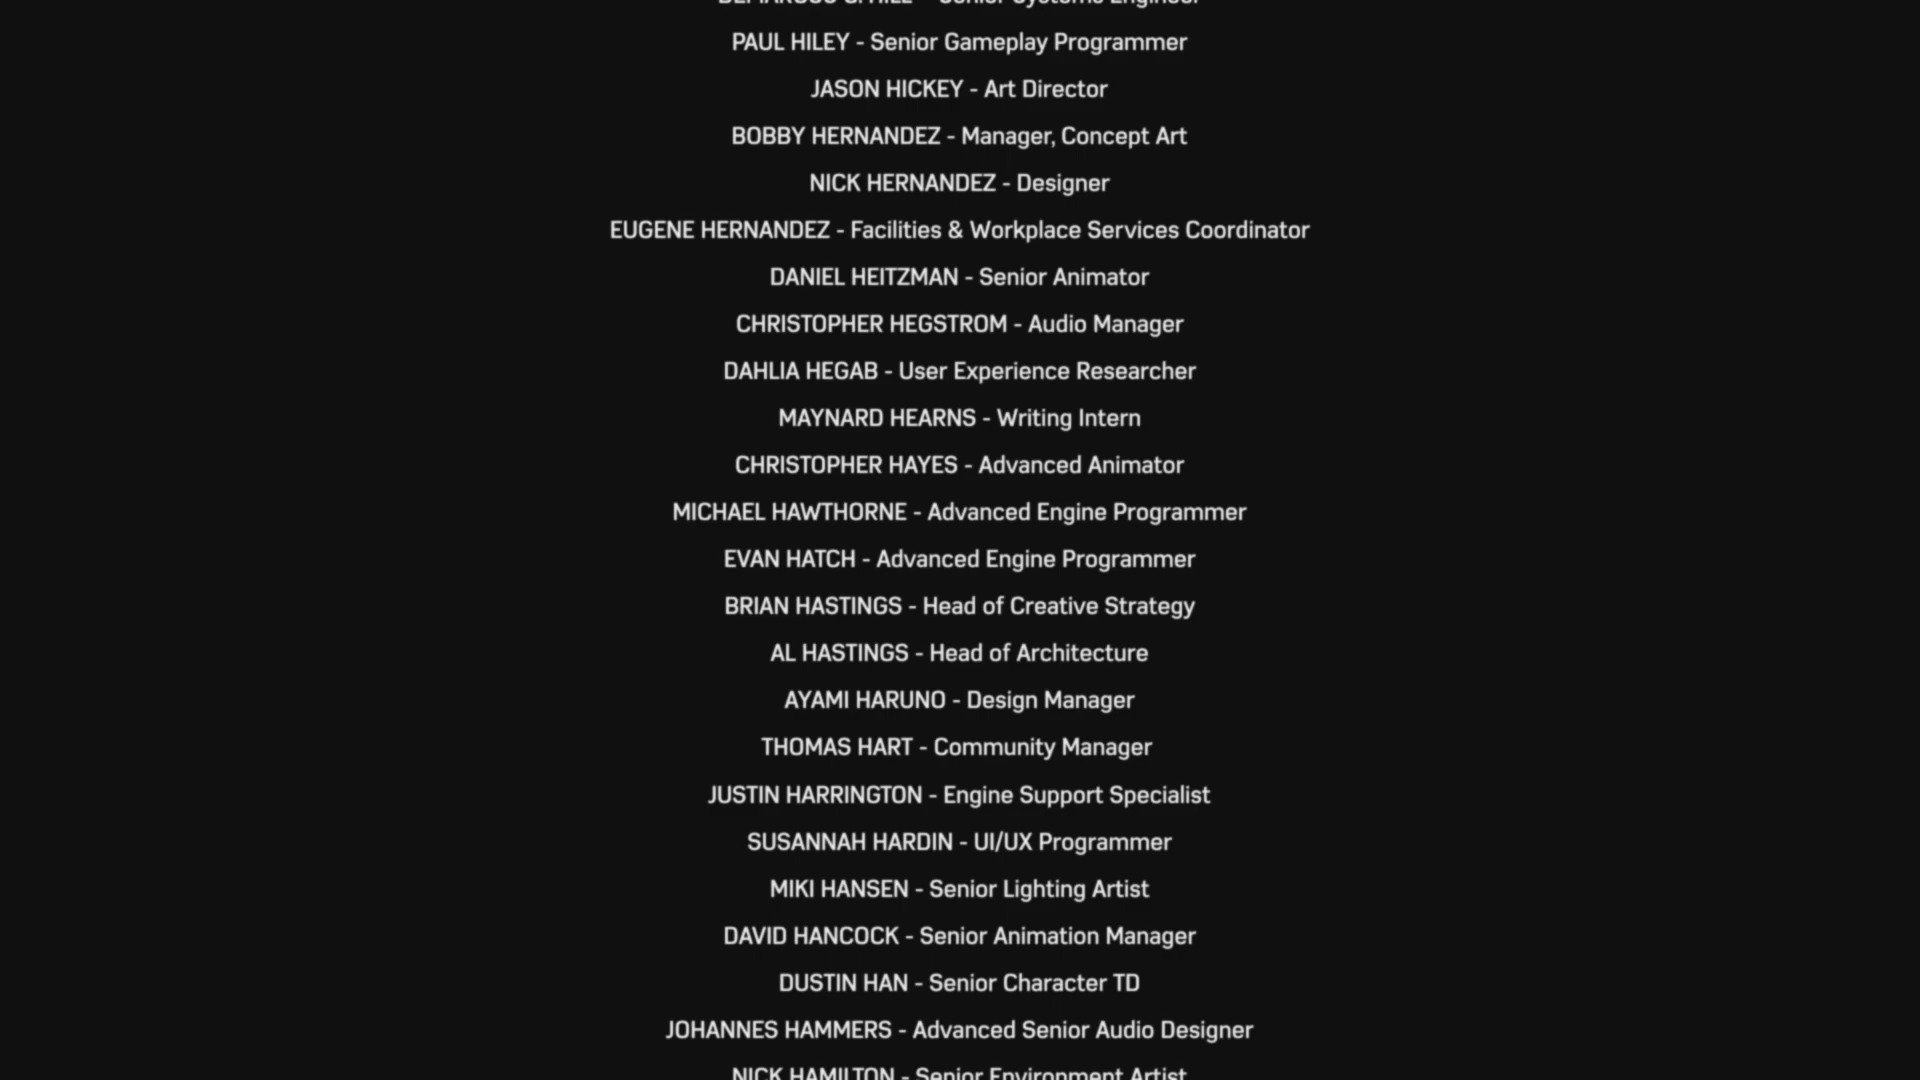 Senior Systems Engineer
PAUL HILEY - Senior Gameplay Programmer
JASON HICKEY - Art Director
BOBBY HERNANDEZ - Manager, Concept Art
NICK HERNANDEZ - Designer
EUGENE HERNANDEZ - Facilities & Workplace Services Coordinator
DANIEL HEITZMAN - Senior Animator
CHRISTOPHER HEGSTROM - Audio Manager
DAHLIA HEGAB - User Experience Researcher
MAYNARD HEARNS - Writing Intern
CHRISTOPHER HAYES - Advanced Animator
MICHAEL HAWTHORNE - Advanced Engine Programmer
EVAN HATCH - Advanced Engine Programmer
BRIAN HASTINGS - Head of Creative Strategy
AL HASTINGS - Head of Architecture
AYAMI HARUNO - Design Manager
THOMAS HART - Community Manager
JUSTIN HARRINGTON - Engine Support Specialist
SUSANNAH HARDIN - UI/UX Programmer
MIKI HANSEN - Senior Lighting Artist
DAVID HANCOCK - Senior Animation Manager
DUSTIN HAN - Senior Character TD
JOHANNES HAMMERS - Advanced Senior Audio Designer
NICK HAMILTON - Senior Environment Artist